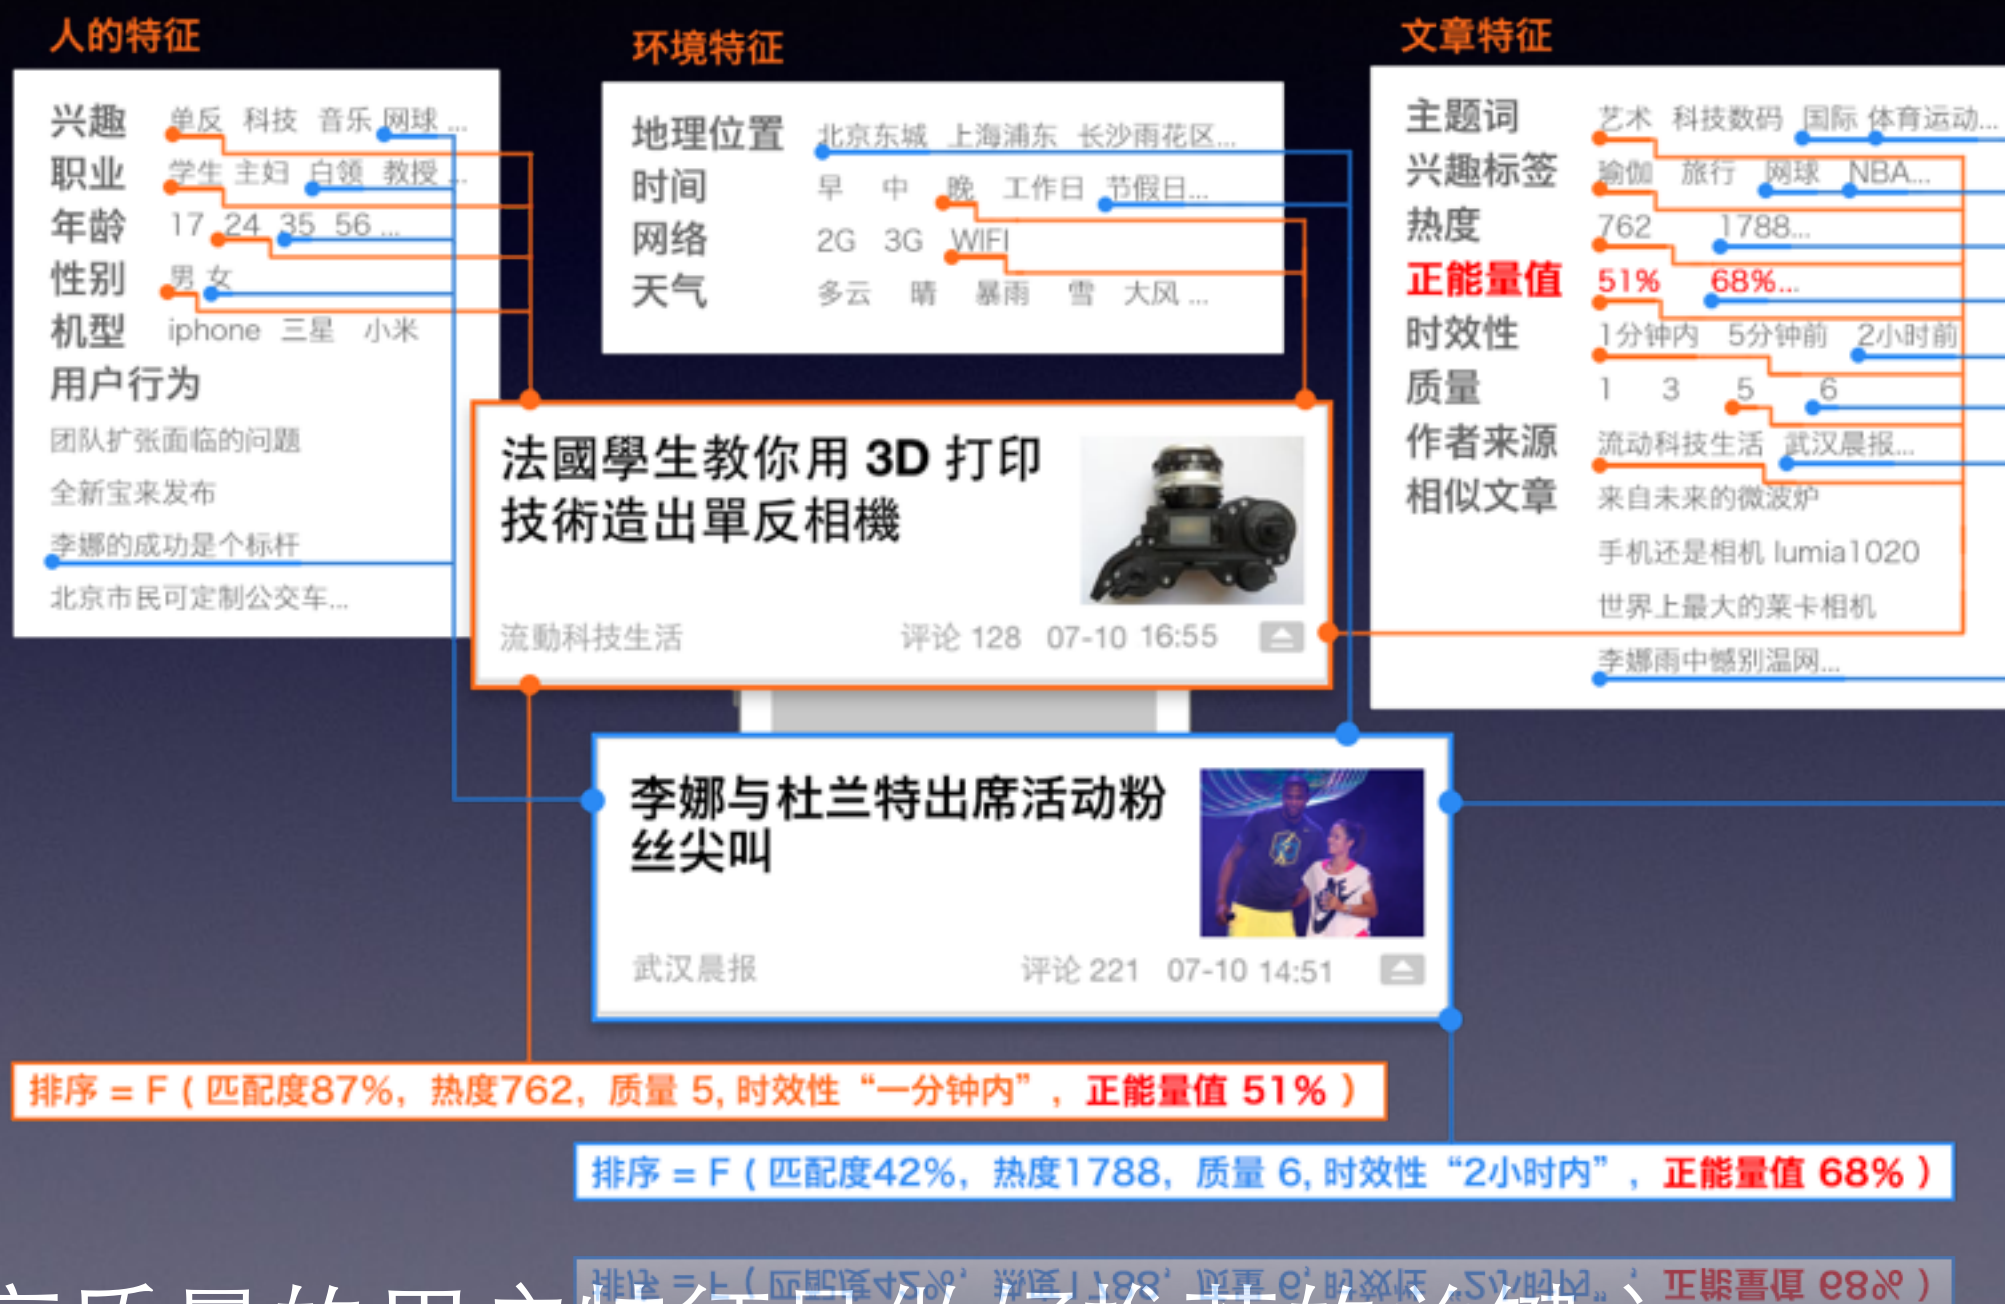 人的特征
兴趣 单反 科技 音乐 网球 ...
职业 学生 主妇 白领 教授 ...
年龄 17 24 35 56 ...
性别 男 女
机型 iphone 三星 小米
用户行为
团队扩张面临的问题
全新宝来发布
李娜的成功是个标杆
北京市民可定制公交车...
环境特征
地理位置 北京东城 上海浦东 长沙雨花区...
时间 早 中 晚 工作日 节假日...
网络 2G 3G WIFI
天气 多云 晴 暴雨 雪 大风 ...
文章特征
主题词 艺术 科技数码 国际 体育运动...
兴趣标签 瑜伽 旅行 网球 NBA...
热度 762 1788...
正能量值 51% 68%...
时效性 1分钟内 5分钟前 2小时前
质量 1 3 5 6
作者来源 流动科技生活 武汉晨报...
相似文章 来自未来的微波炉
手机还是相机 lumia1020
世界上最大的莱卡相机
李娜雨中憾别温网...
法國學生教你用 3D 打印
技術造出單反相機
流動科技生活 评论 128 07-10 16:55
李娜与杜兰特出席活动粉
丝尖叫
武汉晨报 评论 221 07-10 14:51
排序 = F ( 匹配度87%, 热度762, 质量 5, 时效性 “一分钟内” , 正能量值 51% )
排序 = F ( 匹配度42%, 热度1788, 质量 6, 时效性 “2小时内” , 正能量值 68% )